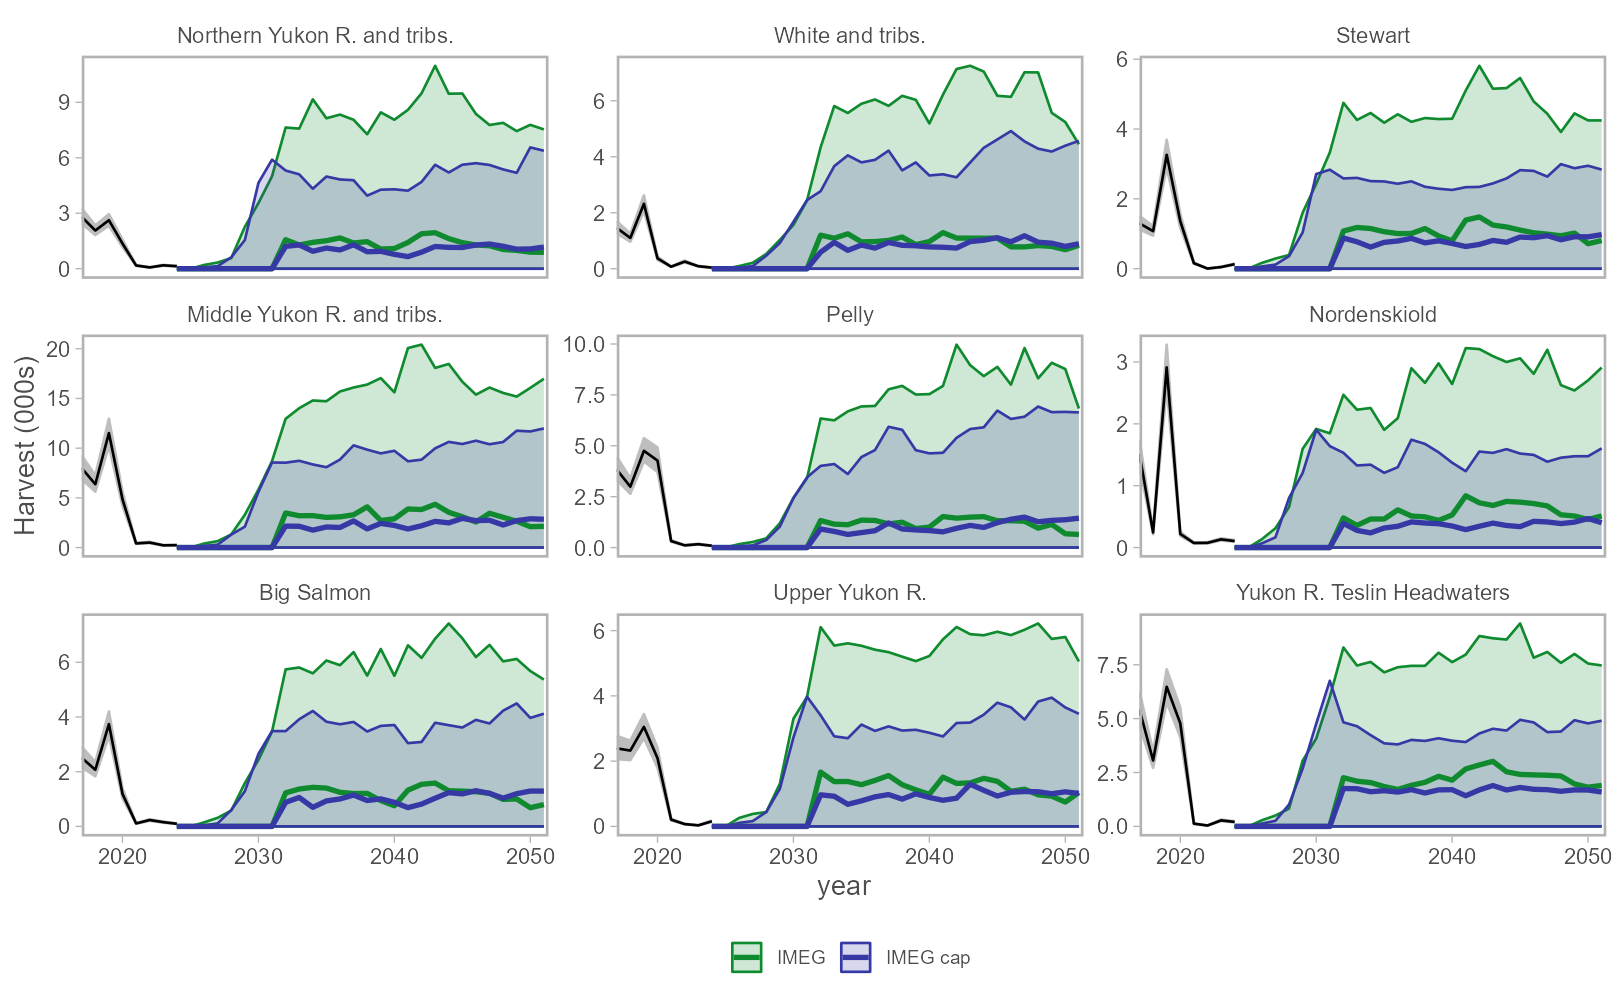 Northern Yukon R. and tribs.
White and tribs.
Stewart
9
6
3
0
6
4
2
0
6
4
2
0
Middle Yukon R. and tribs.
Pelly
Nordenskiold
Harvest (000s)
20
15
10
5
0
10.0
7.5
5.0
2.5
0.0
3
2
1
0
Big Salmon
Upper Yukon R.
Yukon R. Teslin Headwaters
6
4
2
0
6
4
2
0
7.5
5.0
2.5
0.0
2020 2030 2040 2050
2020 2030 2040 2050
2020 2030 2040 2050
year
IMEG IMEG cap